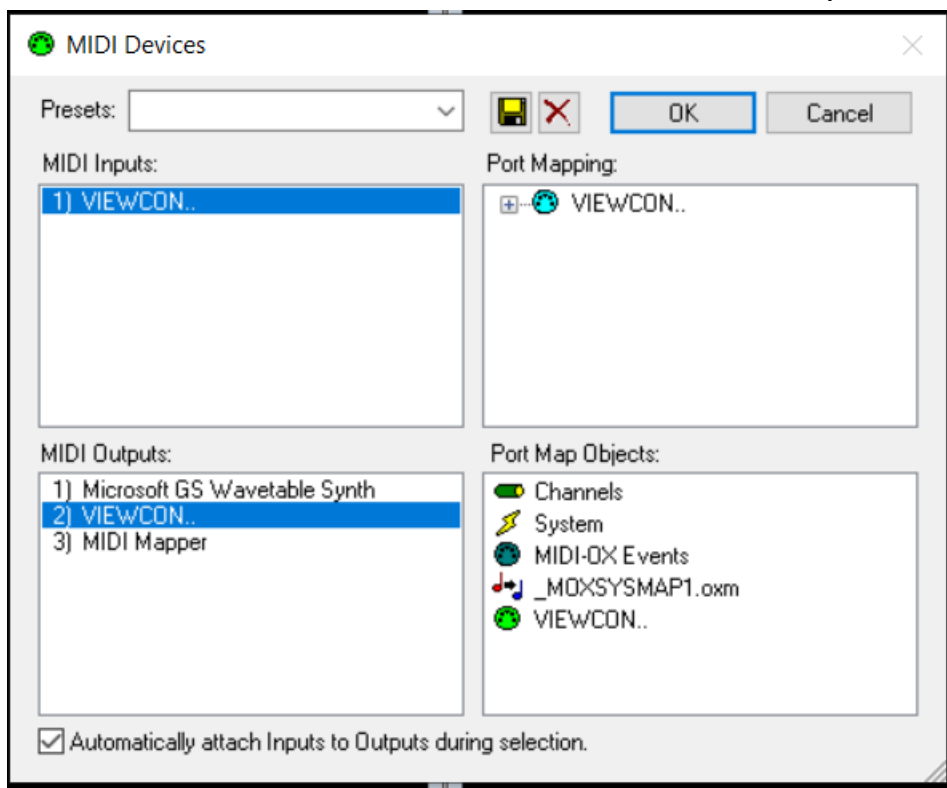 MIDI Devices
Presets:
OK
Cancel
MIDI Inputs:
1) VIEWCON..
Port Mapping:
VIEWCON..
MIDI Outputs:
1) Microsoft GS Wavetable Synth
2) VIEWCON..
3) MIDI Mapper
Port Map Objects:
Channels
System
MIDI-OX Events
_MOXSYSMAP1.oxm
VIEWCON..
Automatically attach Inputs to Outputs during selection.